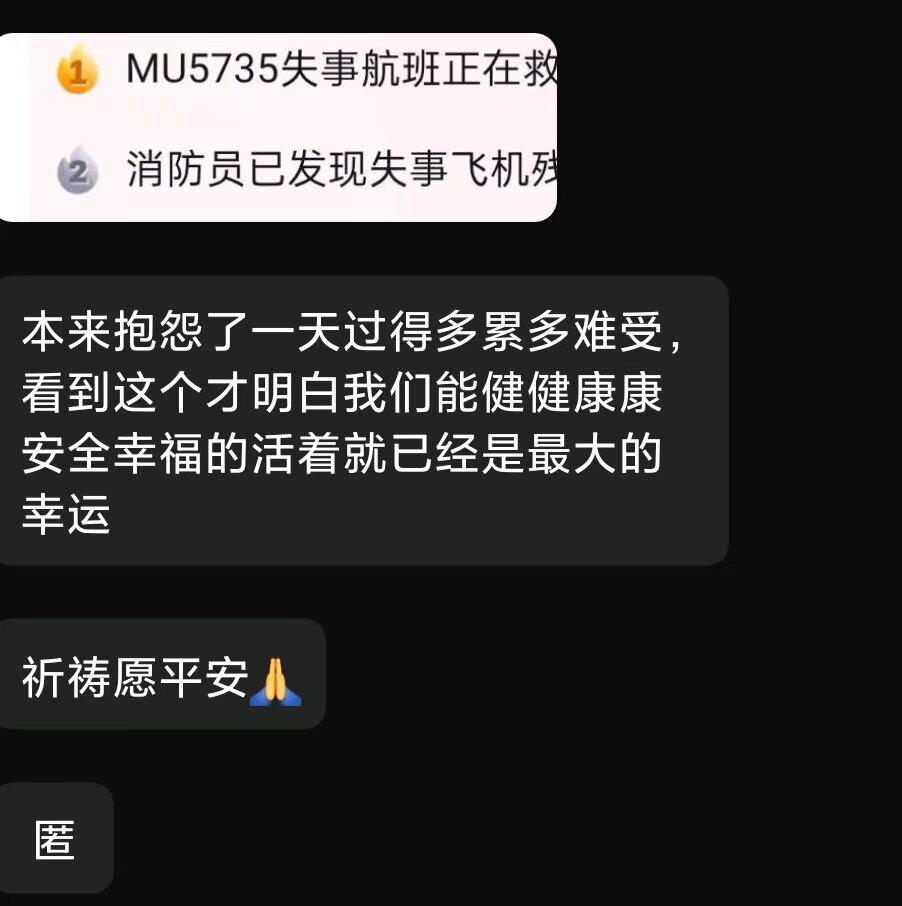 1 MU5735失事航班正在救
2 消防员已发现失事飞机残
本来抱怨了一天过得多累多难受，
看到这个才明白我们能健健康康
安全幸福的活着就已经是最大的
幸运
祈祷愿平安🙏
匿